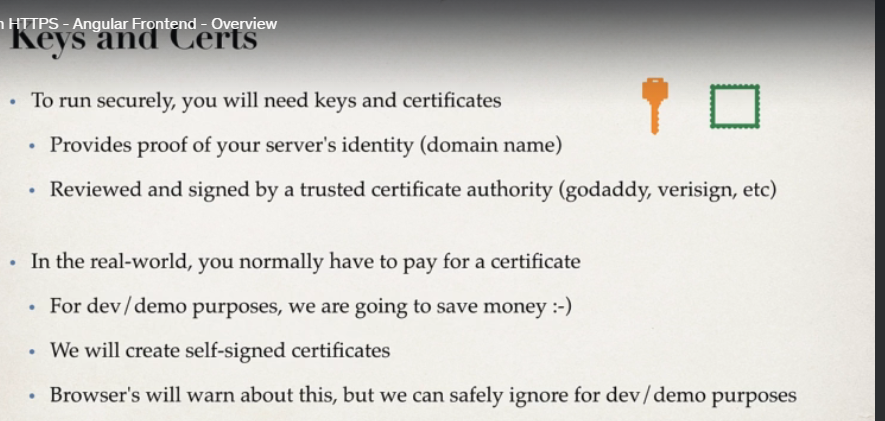 HTTPS - Angular Frontend - Overview
Keys and Certs
• To run securely, you will need keys and certificates
• Provides proof of your server's identity (domain name)
• Reviewed and signed by a trusted certificate authority (godaddy, verisign, etc)
• In the real-world, you normally have to pay for a certificate
• For dev/demo purposes, we are going to save money :-)
• We will create self-signed certificates
• Browser's will warn about this, but we can safely ignore for dev/demo purposes